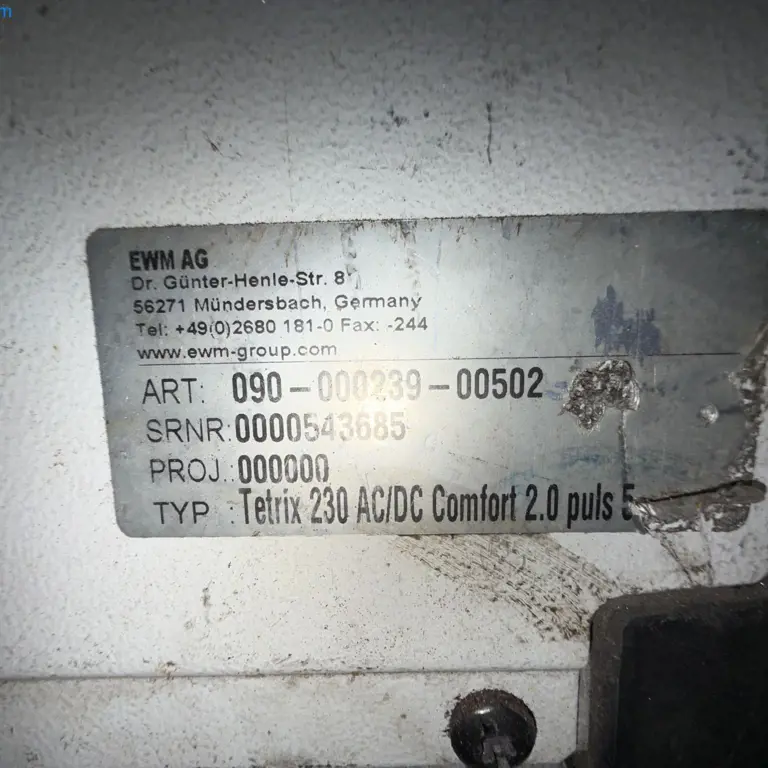 m
EWM AG
Dr. Günter-Henle-Str. 8
56271 Mündersbach, Germany
Tel: +49(0)2680 181-0 Fax: -244
www.ewm-group.com
ART: 090-000239-00502
SRNR: 0000543685
PROJ.: 000000
TYP : Tetrix 230 AC/DC Comfort 2.0 puls 5